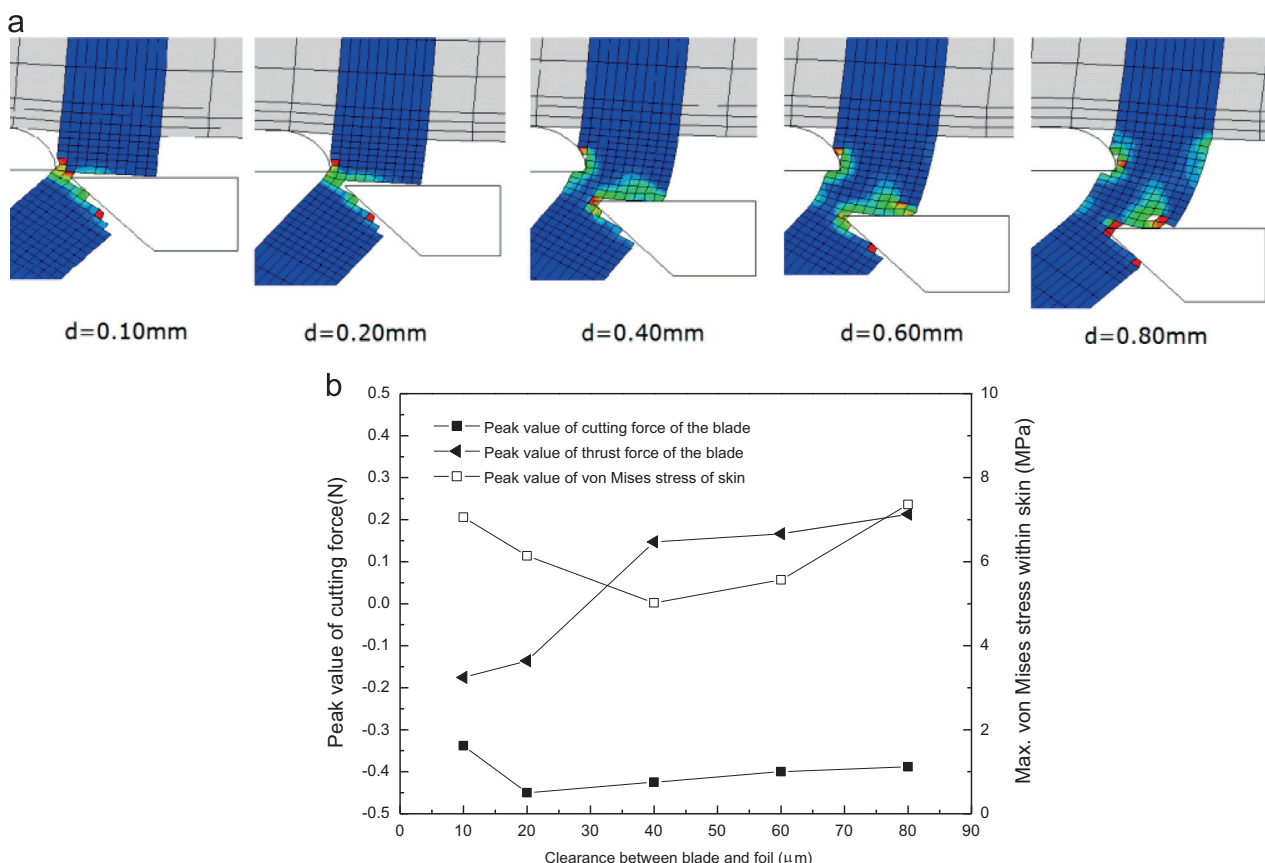 a
d=0.10mm
d=0.20mm
d=0.40mm
d=0.60mm
d=0.80mm
b
Peak value of cutting force(N)
0.5
0.4
0.3
0.2
0.1
0.0
-0.1
-0.2
-0.3
-0.4
-0.5
Peak value of cutting force of the blade
Peak value of thrust force of the blade
Peak value of von Mises stress of skin
10
8
6
4
2
0
Max. von Mises stress within skin (MPa)
0 10 20 30 40 50 60 70 80 90
Clearance between blade and foil (μm)